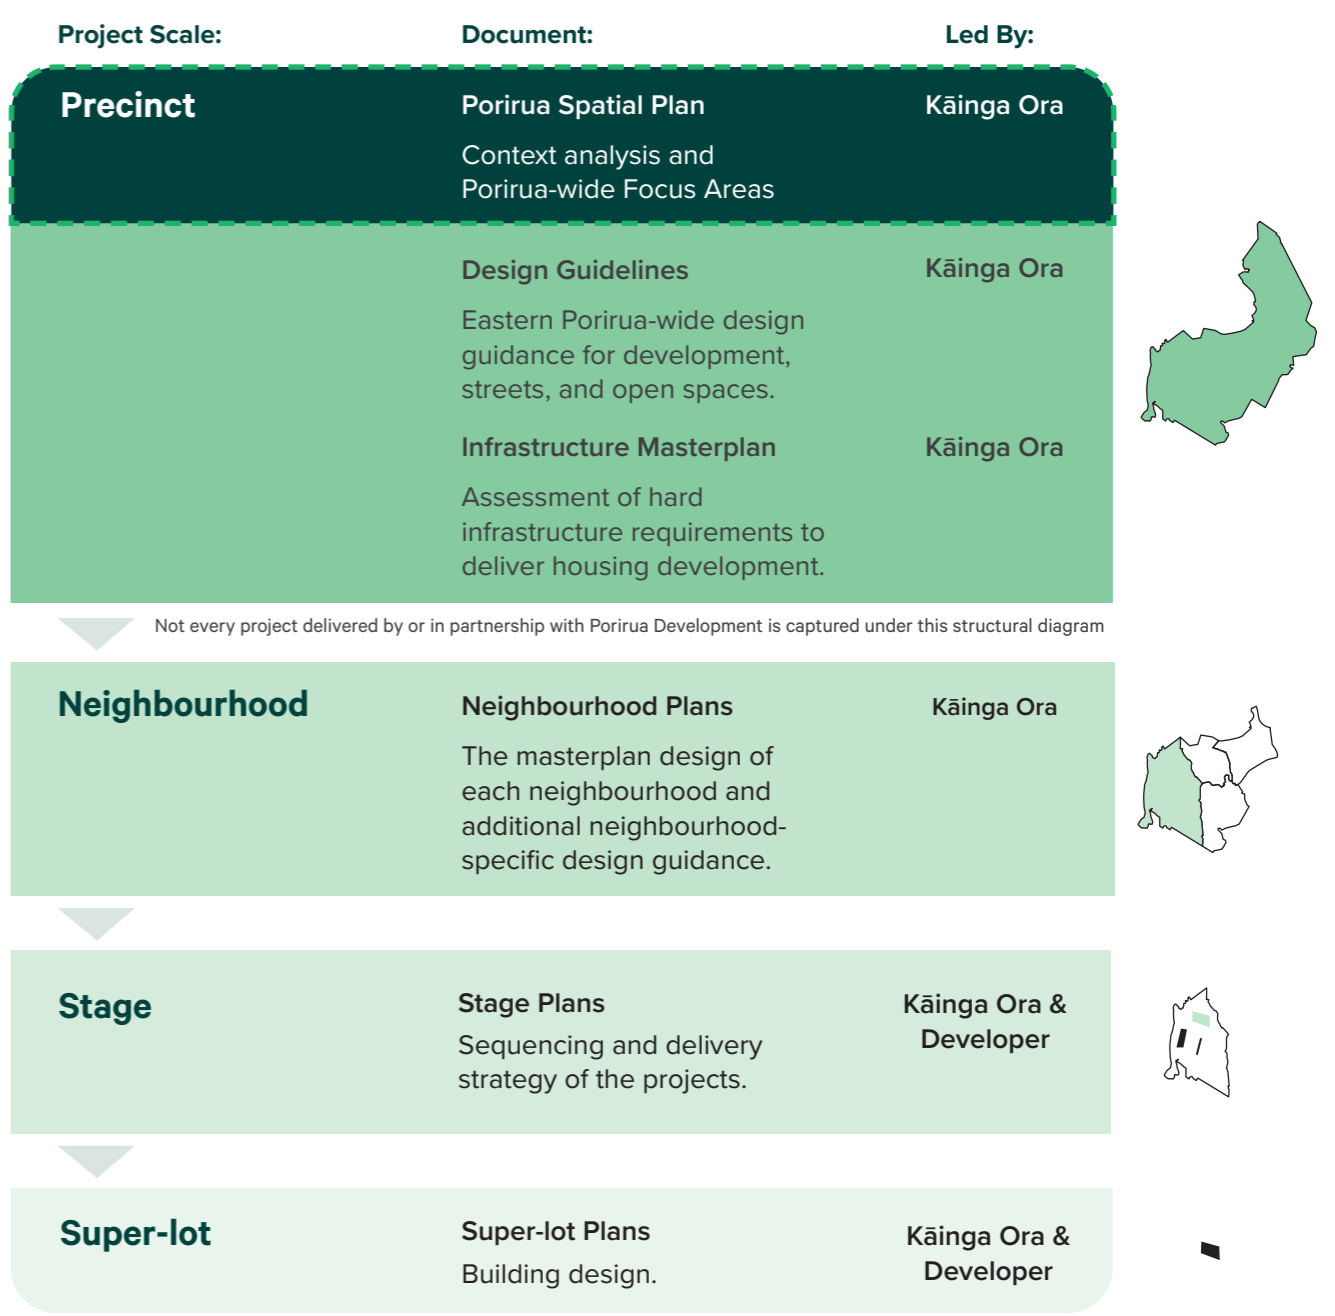 Project Scale: Document: Led By:
Precinct
Porirua Spatial Plan
Kāinga Ora
Context analysis and
Porirua-wide Focus Areas
Design Guidelines
Kāinga Ora
Eastern Porirua-wide design
guidance for development,
streets, and open spaces.
Infrastructure Masterplan
Kāinga Ora
Assessment of hard
infrastructure requirements to
deliver housing development.
Not every project delivered by or in partnership with Porirua Development is captured under this structural diagram
Neighbourhood
Neighbourhood Plans
Kāinga Ora
The masterplan design of
each neighbourhood and
additional neighbourhood-
specific design guidance.
Stage
Stage Plans
Sequencing and delivery
strategy of the projects.
Kāinga Ora &
Developer
Super-lot
Super-lot Plans
Building design.
Kāinga Ora &
Developer